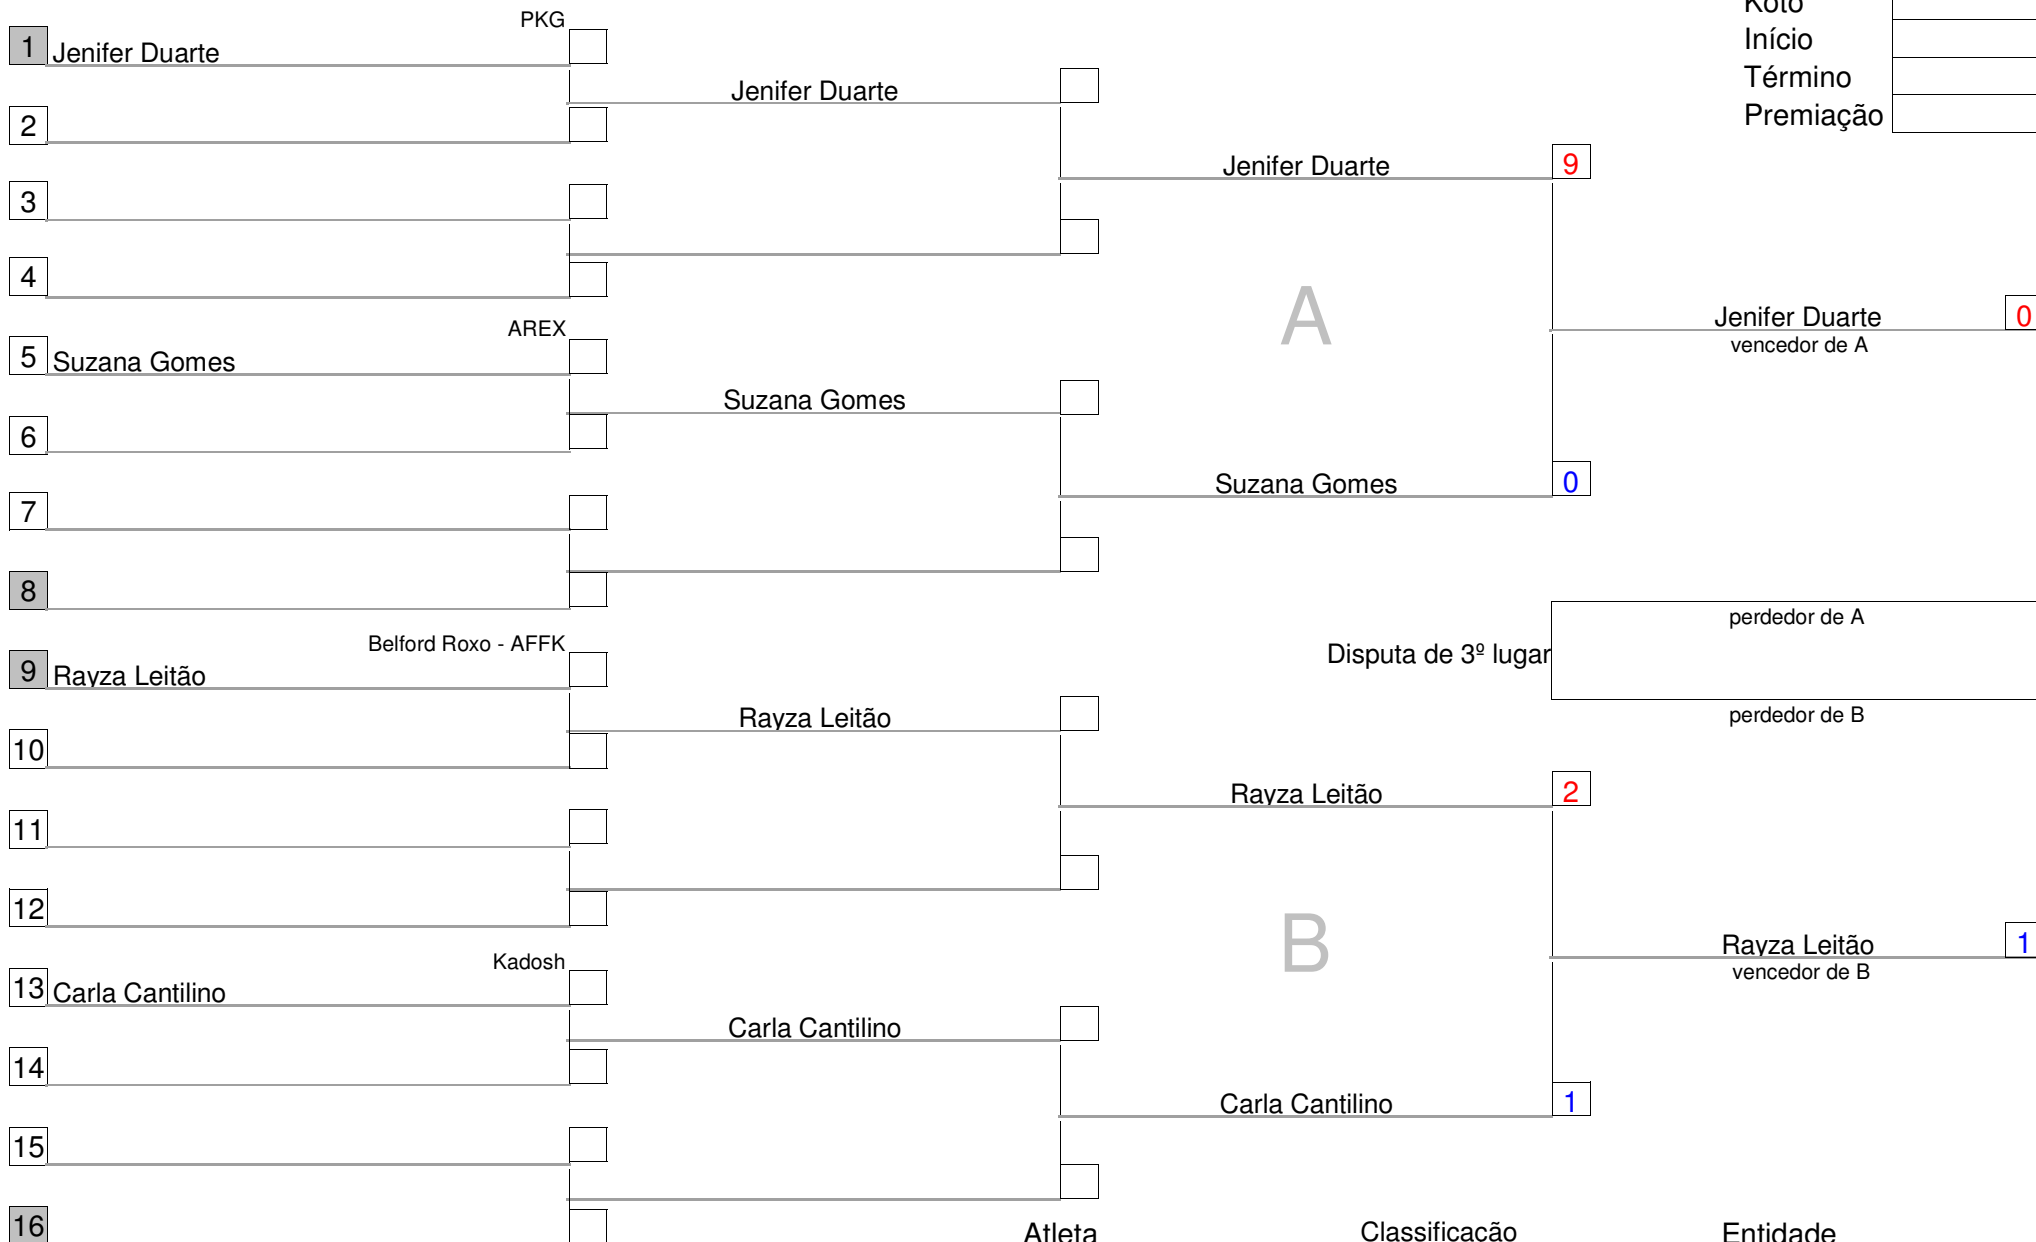 Koto
Início
Término
Premiação
PKG
1 Jenifer Duarte
Jenifer Duarte
2
Jenifer Duarte 9
3
4
Jenifer Duarte 0
vencedor de A
A
AREX
5 Suzana Gomes
Suzana Gomes
6
Suzana Gomes 0
7
8
perdedor de A
Disputa de 3º lugar
perdedor de B
Belford Roxo - AFFK
9 Rayza Leitão
Rayza Leitão
10
Rayza Leitão 2
11
12
B
Rayza Leitão 1
vencedor de B
Kadosh
13 Carla Cantilino
Carla Cantilino
14
Carla Cantilino 1
15
16
Atleta Classificação Entidade